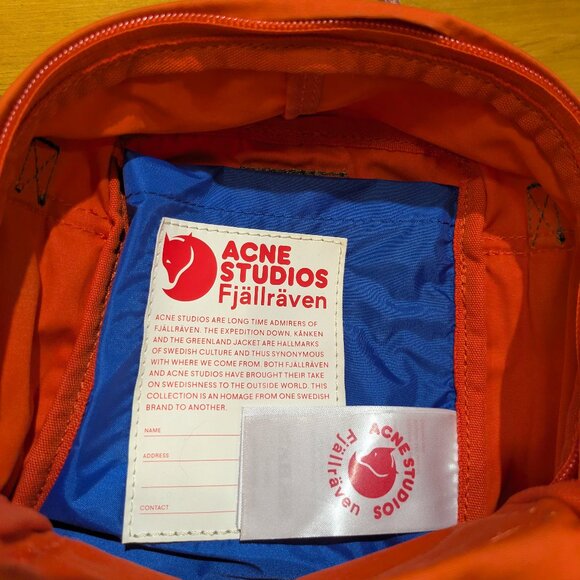 ACNE
STUDIOS
Fjällräven
ACNE STUDIOS ARE LONG TIME ADMIRERS OF
FJÄLLRÄVEN. THE EXPEDITION DOWN, KÅNKEN
AND THE GREENLAND JACKET ARE HALLMARKS
OF SWEDISH CULTURE AND THUS SYNONYMOUS
WITH WHERE WE COME FROM. BOTH FJÄLLRÄVEN
AND ACNE STUDIOS HAVE BROUGHT THEIR TAKE
ON SWEDISHNESS TO THE OUTSIDE WORLD. THIS
COLLECTION IS AN HOMAGE FROM ONE SWEDISH
BRAND TO ANOTHER.
NAME
ADDRESS
CONTACT
ACNE STUDIOS
Fjällräven